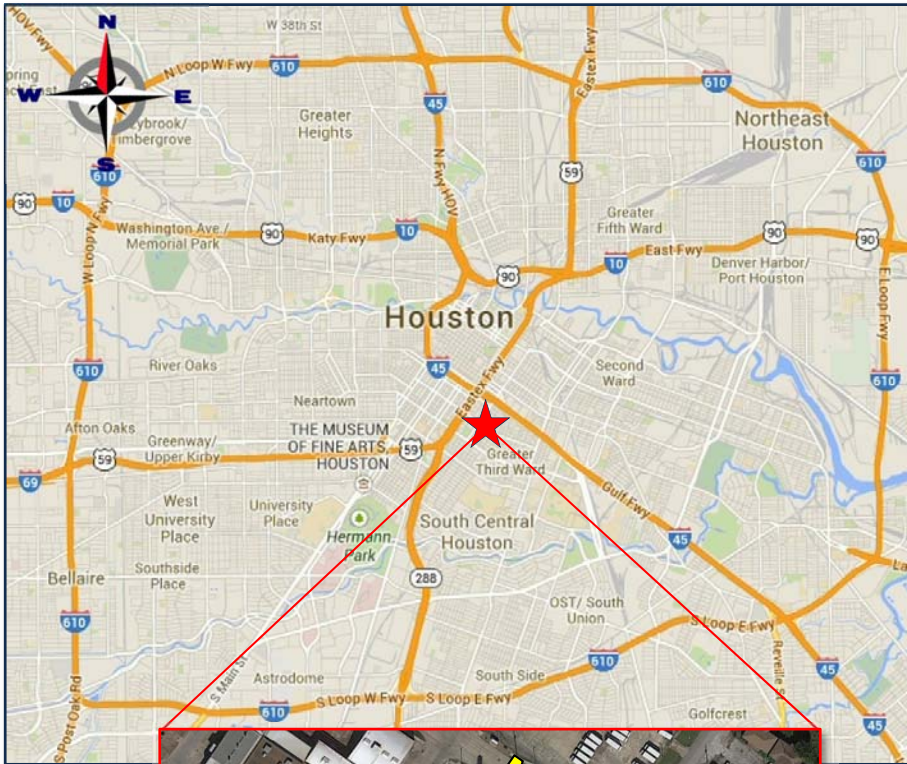 HOV Fwy
W 38th St
N
W
E
S
N Loop W Fwy
610
Eastex Fwy
610
45
Greater
Heights
Northeast
Houston
610
610
N Fwy HOV
59
90
10
Washington Ave./
Memorial Park
90
Katy Fwy
10
Greater
Fifth Ward
East Fwy
90
90
10
90
Denver Harbor/
Port Houston
W Loop N Fwy
E Loop Fwy
Houston
River Oaks
610
45
Eastex Fwy
Second
Ward
610
Neartown
Afton Oaks
Greenway/
Upper Kirby
THE MUSEUM
OF FINE ARTS,
HOUSTON
59
59
69
Greater
Third Ward
Gulf Fwy
West
University
Place
University
Place
Hermann
Park
South Central
Houston
45
Southside
Place
Bellaire
288
610
OST/ South
Union
S Loop E Fwy
610
Reveille St
45
S Main St
Astrodome
South Side
S Post Oak Rd
610
S Loop W Fwy
S Loop E Fwy
Golfcrest
45